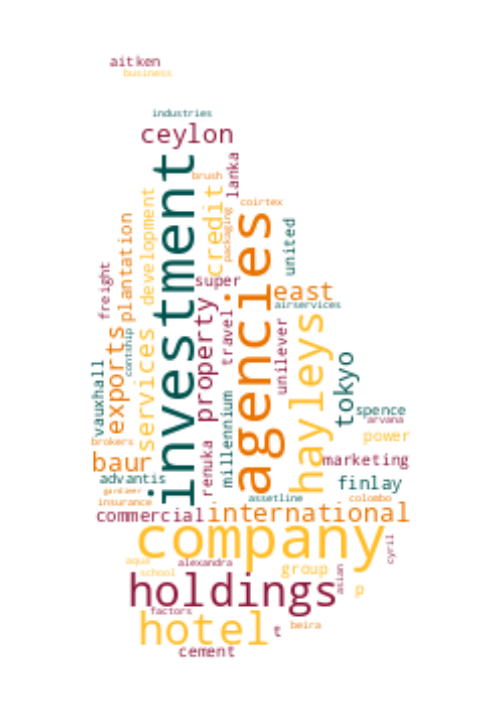 aitken
business
industries
ceylon
lanka
brush
investment
credit
development
coirtex
packaging
agencies
plantation
united
freight
super
east
airservices
property
travel
unilever
hayleys
exports
contship
services
tokyo
vauxhall
millennium
renuka
spence
arvana
power
brokers
baur
marketing
advantis
finlay
gardiner
insurance
assetline
colombo
commercial
international
company
cyril
aqua
alexandra
school
group
asian
p
holdings
factors
hotel
t
beira
cement